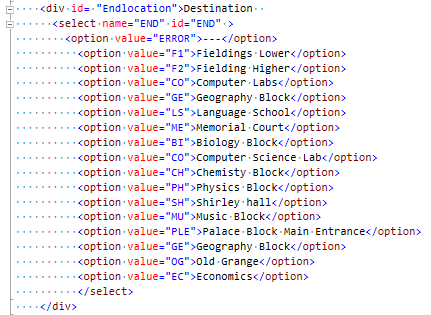 <div id= "Endlocation">Destination
<select name="END" id="END" >
<option value="ERROR">---</option>
<option value="F1">Fieldings Lower</option>
<option value="F2">Fielding Higher</option>
<option value="CO">Computer Labs</option>
<option value="GE">Geography Block</option>
<option value="LS">Language School</option>
<option value="ME">Memorial Court</option>
<option value="BI">Biology Block</option>
<option value="CO">Computer Science Lab</option>
<option value="CH">Chemisty Block</option>
<option value="PH">Physics Block</option>
<option value="SH">Shirley hall</option>
<option value="MU">Music Block</option>
<option value="PLE">Palace Block Main Entrance</option>
<option value="GE">Geography Block</option>
<option value="OG">Old Grange</option>
<option value="EC">Economics</option>
</select>
</div>